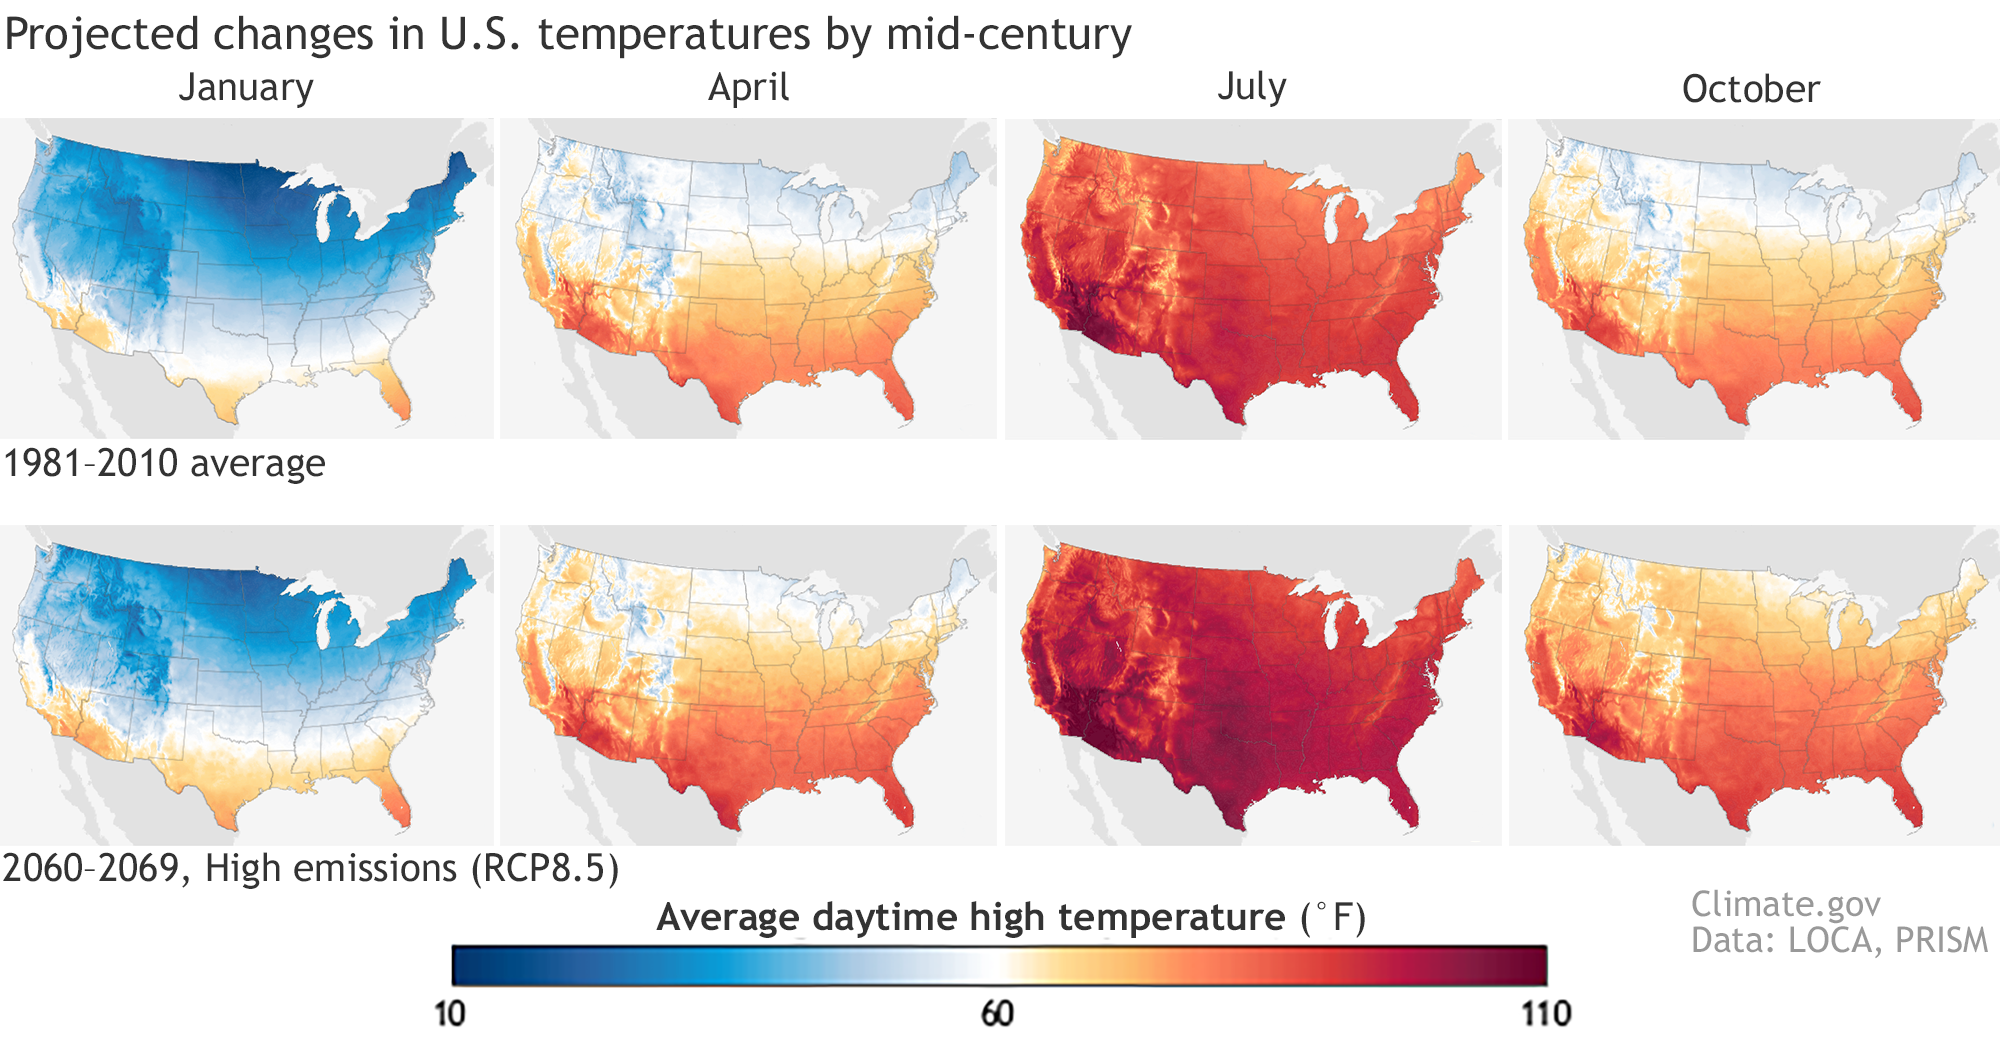 Projected changes in U.S. temperatures by mid-century
January
April
July
October
1981-2010 average
2060-2069, High emissions (RCP8.5)
Average daytime high temperature (°F)
10
60
110
Climate.gov
Data: LOCA, PRISM